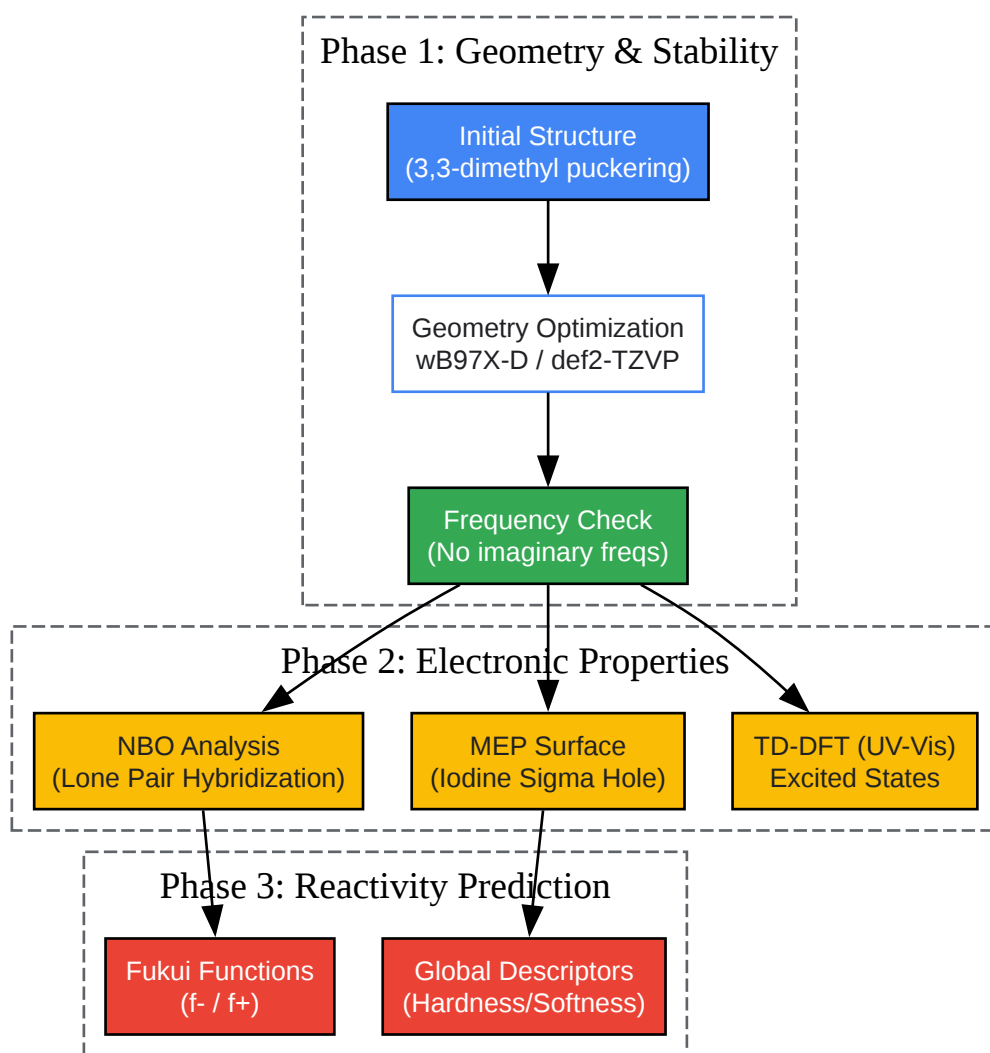 Phase 1: Geometry & Stability
Initial Structure
(3,3-dimethyl puckering)
Geometry Optimization
wB97X-D / def2-TZVP
Frequency Check
(No imaginary freqs)
Phase 2: Electronic Properties
NBO Analysis
(Lone Pair Hybridization)
MEP Surface
(Iodine Sigma Hole)
TD-DFT (UV-Vis)
Excited States
Phase 3: Reactivity Prediction
Fukui Functions
(f- / f+)
Global Descriptors
(Hardness/Softness)